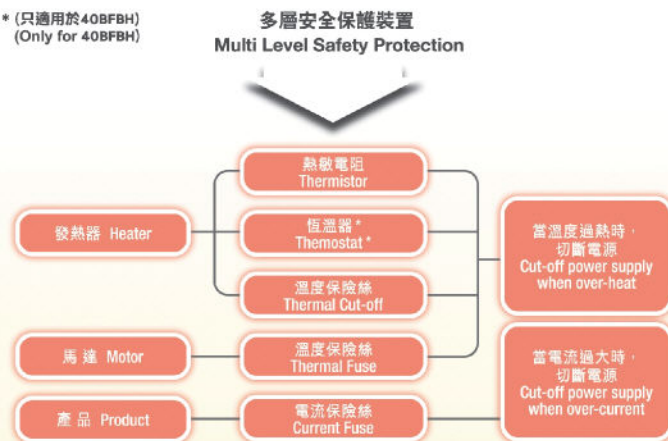 * (只適用於40BFBH)
(Only for 40BFBH)
多層安全保護裝置
Multi Level Safety Protection
熱敏電阻
Thermistor
發熱器 Heater
恆溫器*
Themostat*
溫度保險絲
Thermal Cut-off
當溫度過熱時，
切斷電源
Cut-off power supply
when over-heat
馬達 Motor
溫度保險絲
Thermal Fuse
產品 Product
電流保險絲
Current Fuse
當電流過大時，
切斷電源
Cut-off power supply
when over-current